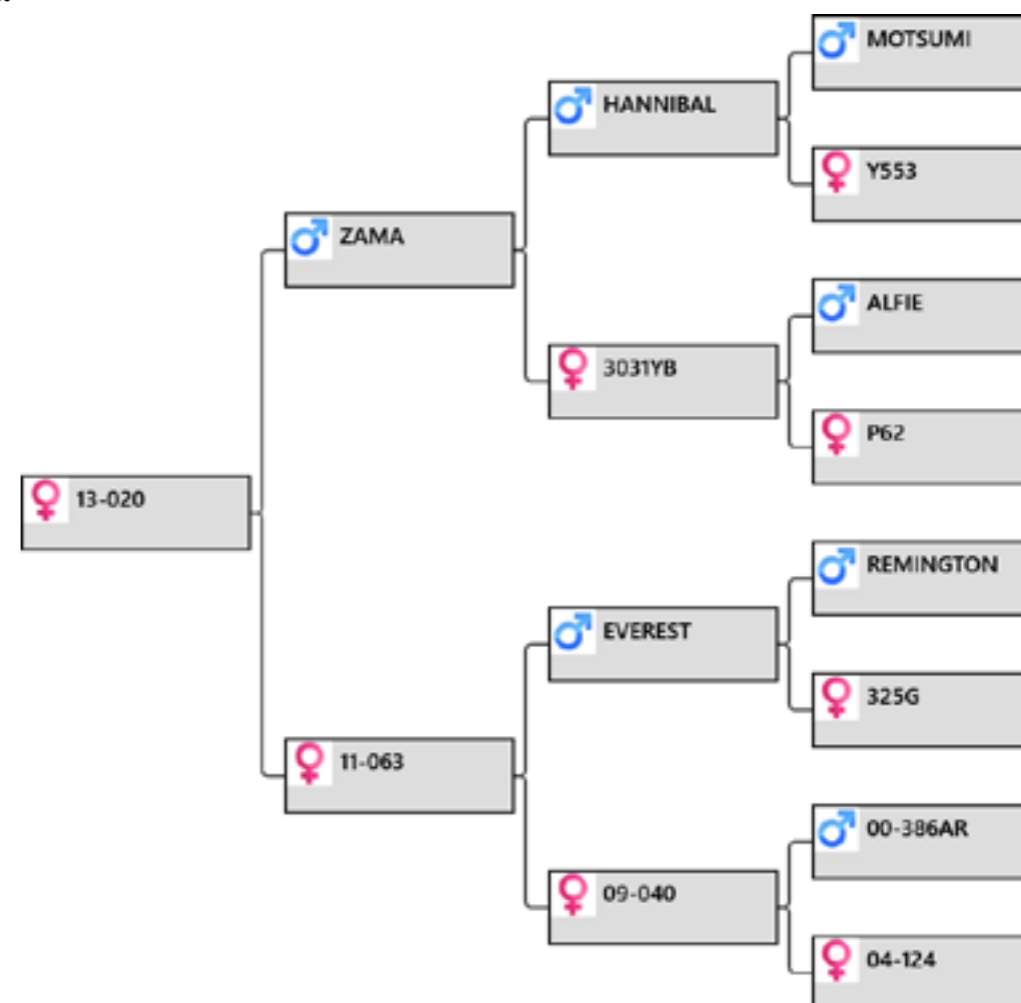 MOTSUMI
HANNIBAL
Y553
ZAMA
ALFIE
3031YB
P62
13-020
REMINGTON
EVEREST
325G
11-063
00-386AR
09-040
04-124